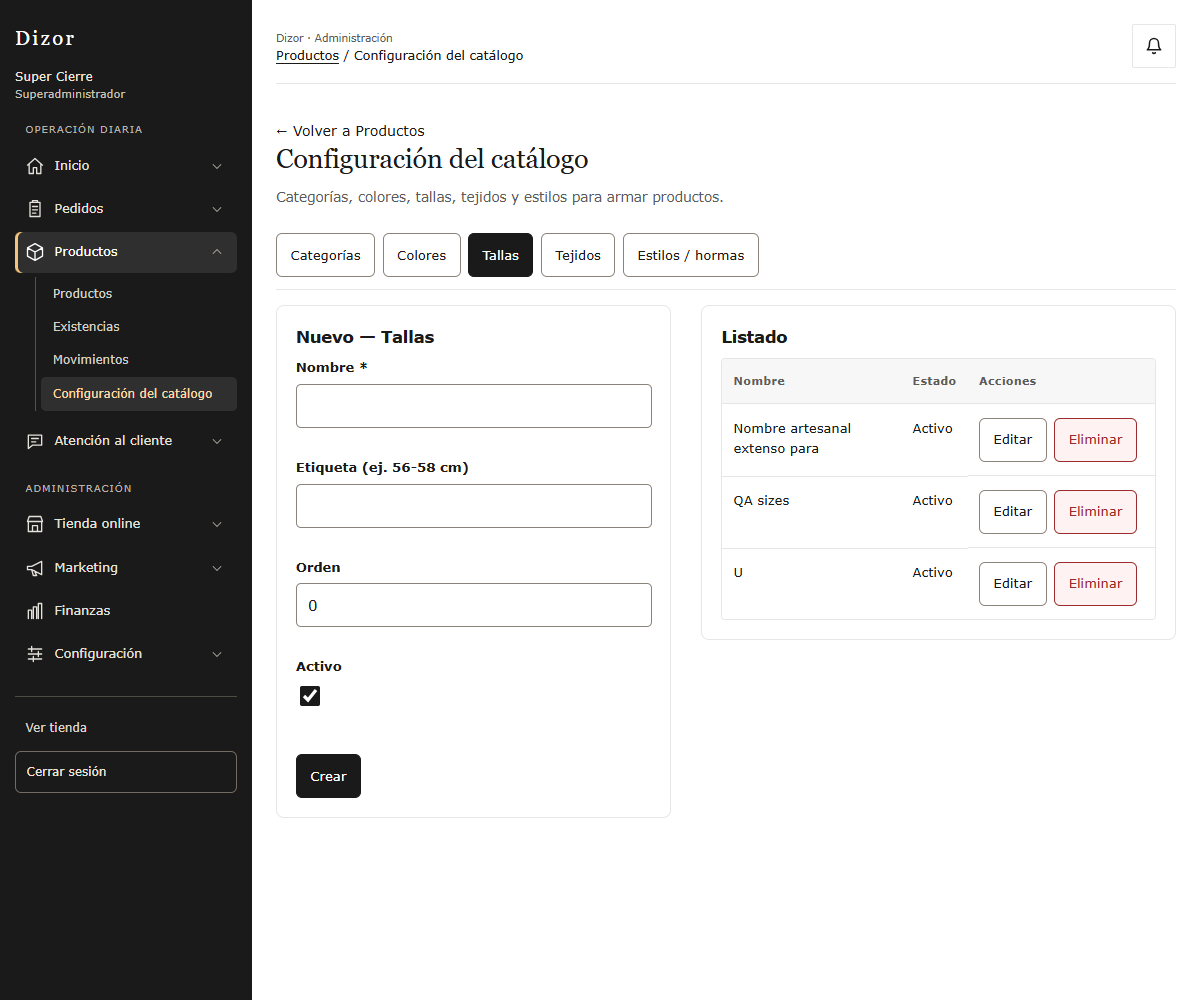 Dizor
Super Cierre
Superadministrador
OPERACIÓN DIARIA
Inicio
Pedidos
Productos
Productos
Existencias
Movimientos
Configuración del catálogo
Atención al cliente
ADMINISTRACIÓN
Tienda online
Marketing
Finanzas
Configuración
Ver tienda
Cerrar sesión
Dizor · Administración
Productos / Configuración del catálogo
← Volver a Productos
Configuración del catálogo
Categorías, colores, tallas, tejidos y estilos para armar productos.
Categorías Colores Tallas Tejidos Estilos / hormas
Nuevo — Tallas
Nombre *
Etiqueta (ej. 56-58 cm)
Orden
0
Activo
Crear
Listado
Nombre Estado Acciones
Nombre artesanal Activo Editar Eliminar
extenso para
QA sizes Activo Editar Eliminar
U Activo Editar Eliminar